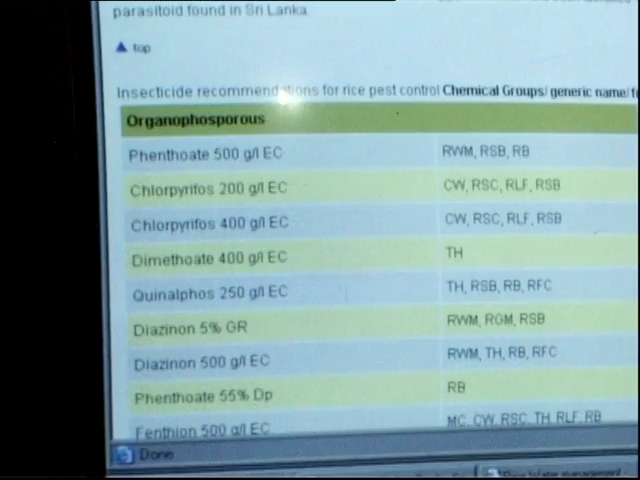 parasitoid found in Sri Lanka.
top
Insecticide recommendations for rice pest control Chemical Groups/ generic name/
Organophosporous
Phenthoate 500 g/l EC RWM, RSB, RB
Chlorpyrifos 200 g/l EC CW, RSC, RLF, RSB
Chlorpyrifos 400 g/l EC CW, RSC, RLF, RSB
Dimethoate 400 g/l EC TH
Quinalphos 250 g/l EC TH, RSB, RB, RFC
Diazinon 5% GR RWM, RGM, RSB
Diazinon 500 g/l EC RWM, TH, RB, RFC
Phenthoate 55% Dp RB
Fenthion 500 g/l EC MC, CW, RSC, TH, RLF, RB
Done
Rice Water management -